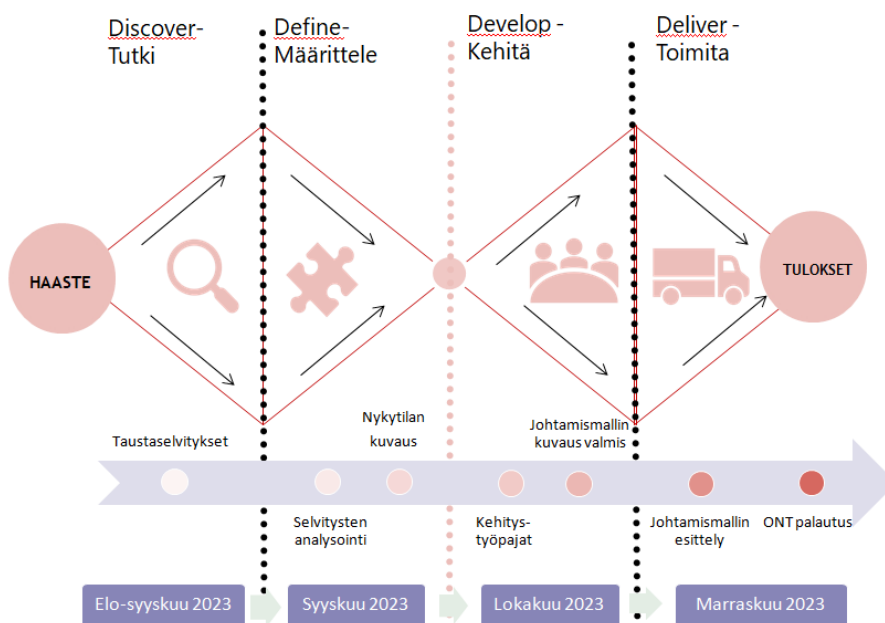 Discover-
Tutki
Define-
Määrittele
Develop -
Kehitä
Deliver -
Toimita
HAASTE
TULOKSET
Taustaselvitykset
Nykytilan
kuvaus
Johtamismallin
kuvaus valmis
Selvitysten
analysointi
Kehitys-
työpajat
Johtamismallin
esittely
ONT palautus
Elo-syyskuu 2023
Syyskuu 2023
Lokakuu 2023
Marraskuu 2023